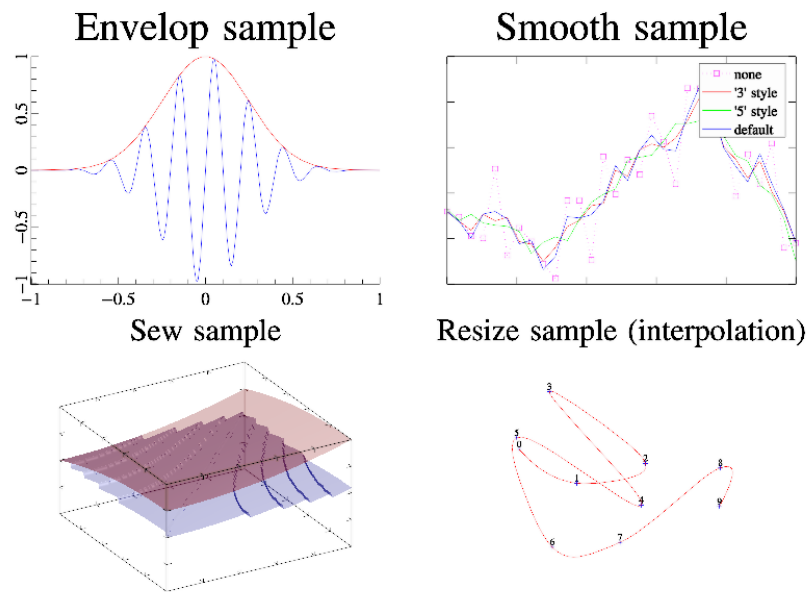 Envelop sample
Smooth sample
1
0.5
0
−0.5
−1
−1 −0.5 0 0.5 1
none
'3' style
'5' style
default
Sew sample
Resize sample (interpolation)
3
5
0
2
8
1
4
9
6
7